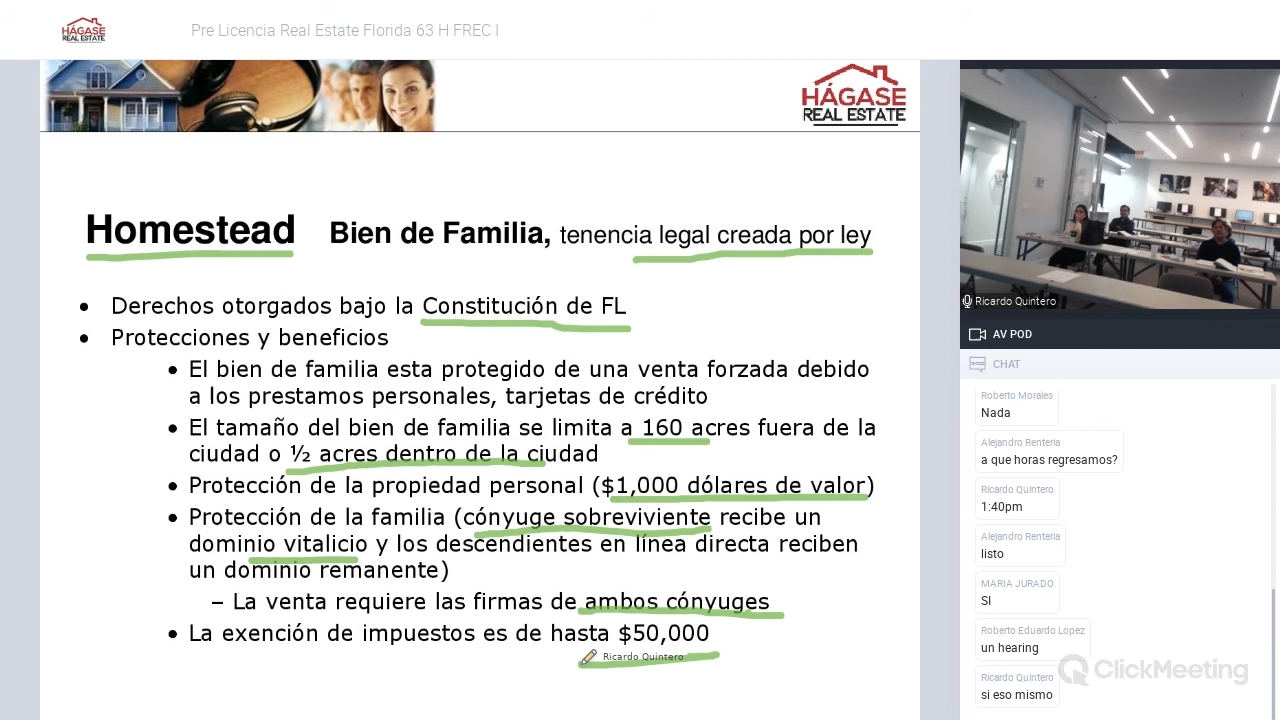 HÁGASE
REAL ESTATE
Pre Licencia Real Estate Florida 63 H FREC I
HÁGASE
REAL ESTATE
Homestead Bien de Familia, tenencia legal creada por ley
• Derechos otorgados bajo la Constitución de FL
• Protecciones y beneficios
• El bien de familia esta protegido de una venta forzada debido
a los prestamos personales, tarjetas de crédito
• El tamaño del bien de familia se limita a 160 acres fuera de la
ciudad o ½ acres dentro de la ciudad
• Protección de la propiedad personal ($1,000 dólares de valor)
• Protección de la familia (cónyuge sobreviviente recibe un
dominio vitalicio y los descendientes en línea directa reciben
un dominio remanente)
– La venta requiere las firmas de ambos cónyuges
• La exención de impuestos es de hasta $50,000
Ricardo Quintero
Ricardo Quintero
AV POD
CHAT
Roberto Morales
Nada
Alejandro Renteria
a que horas regresamos?
Ricardo Quintero
1:40pm
Alejandro Renteria
listo
MARIA JURADO
SI
Roberto Eduardo Lopez
un hearing
Ricardo Quintero
si eso mismo
ClickMeeting